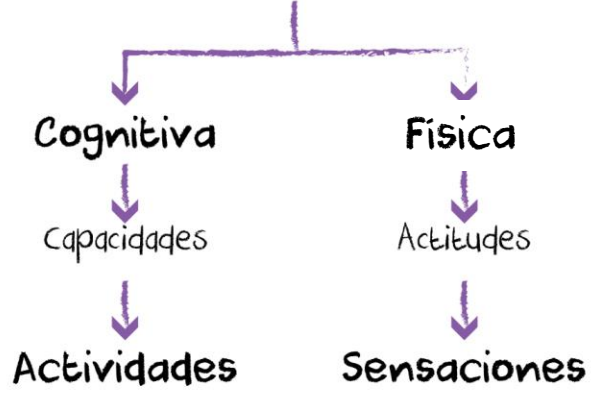 Cognitiva
Física
Capacidades
Actitudes
Actividades
Sensaciones